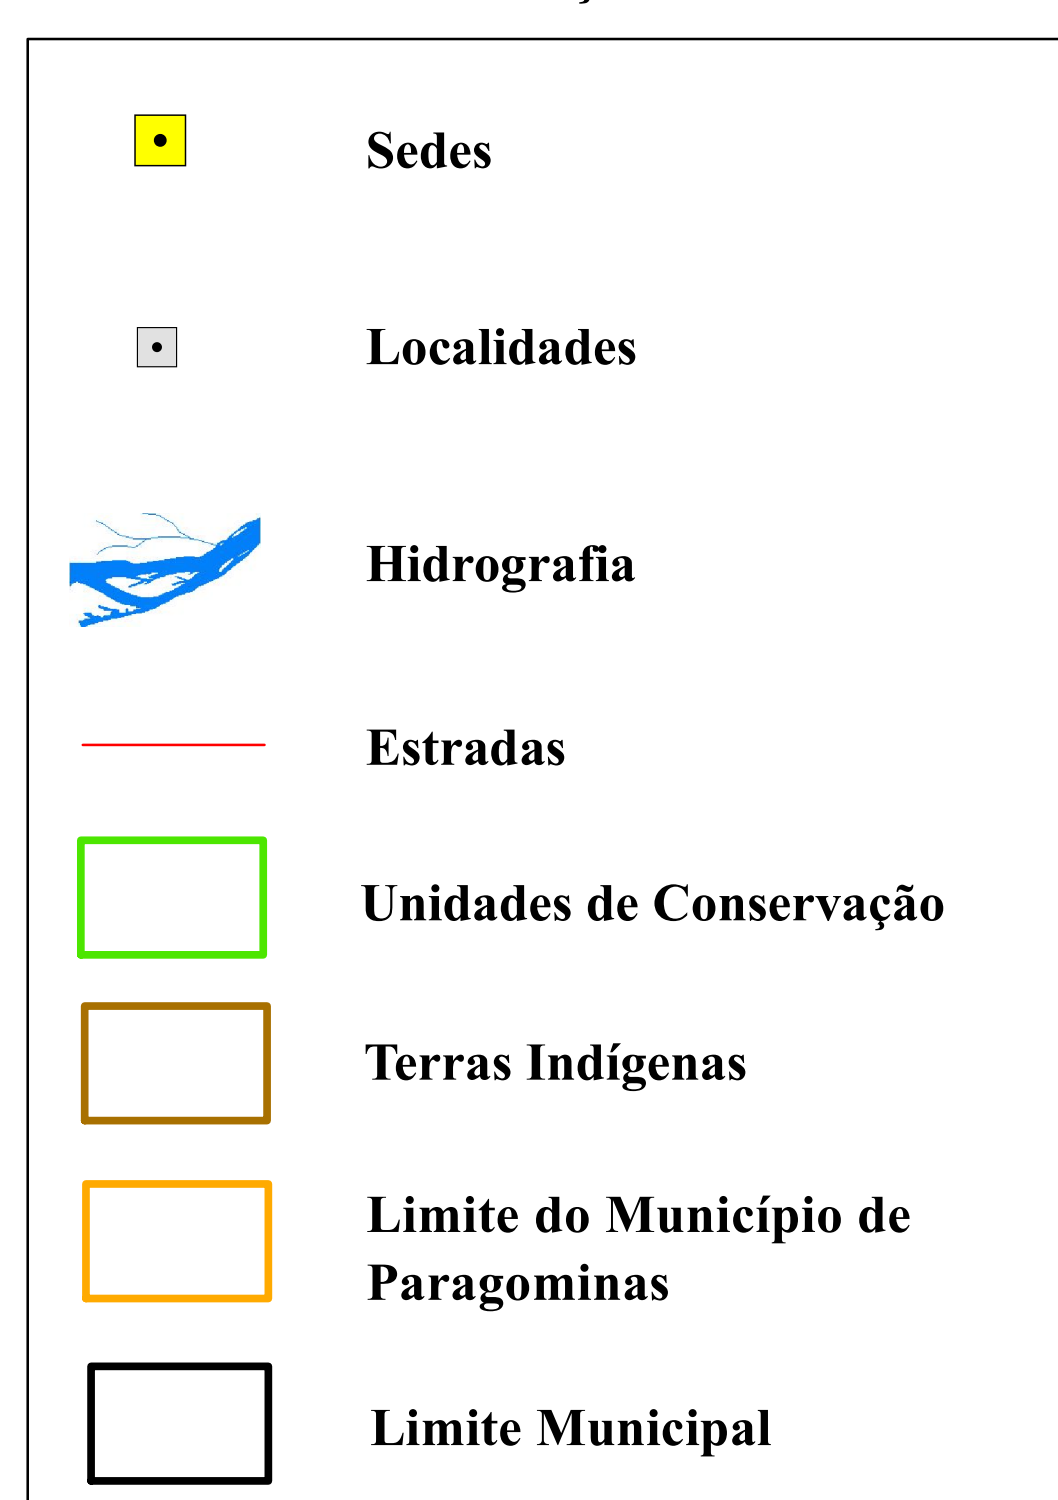 Sedes
Localidades
Hidrografia
Estradas
Unidades de Conservação
Terras Indígenas
Limite do Município de
Paragominas
Limite Municipal